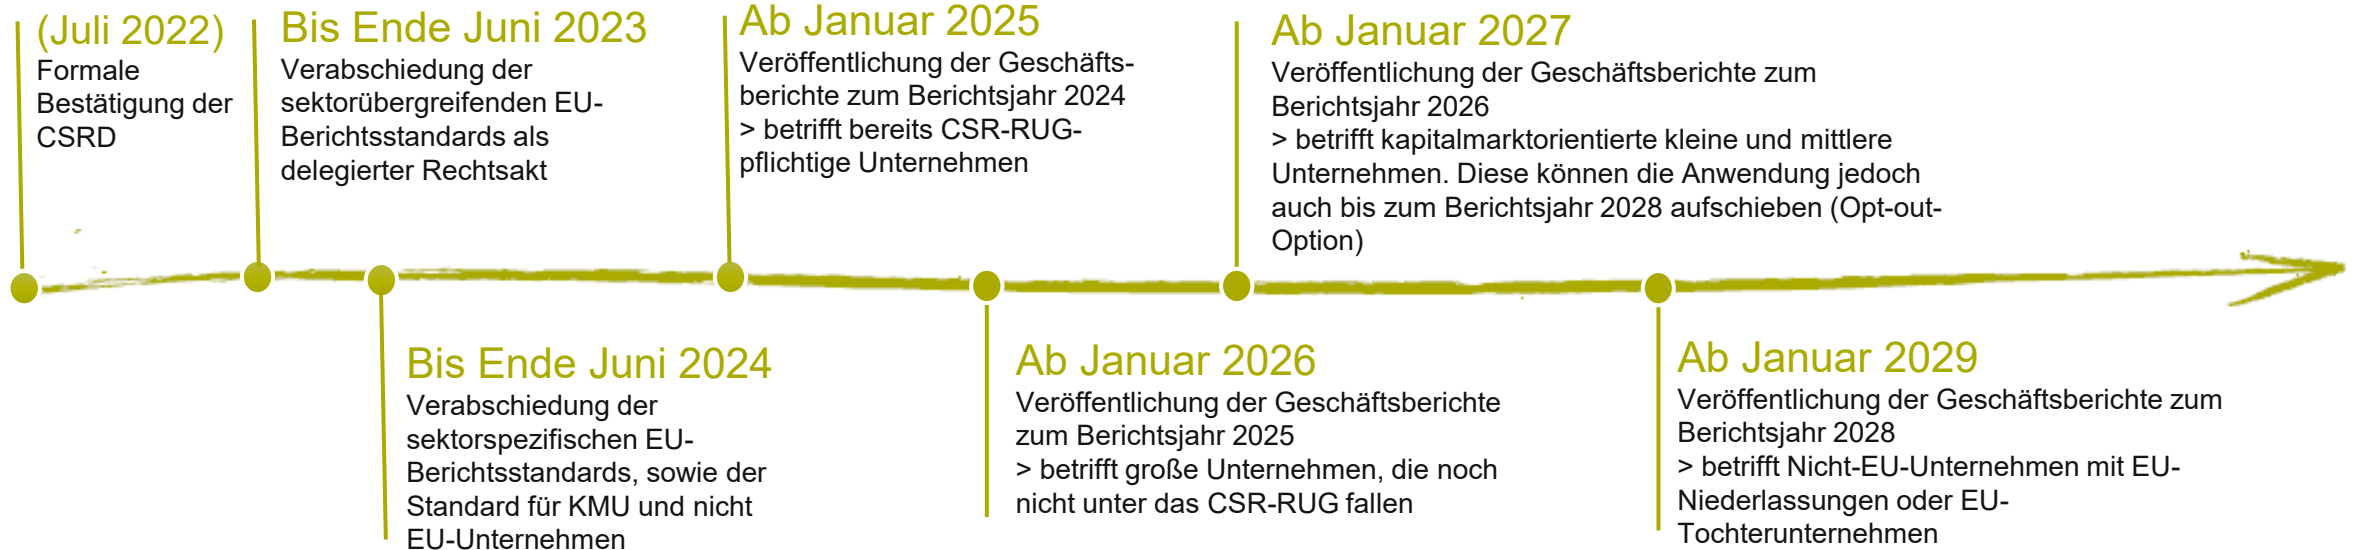 (Juli 2022)
Formale
Bestätigung der
CSRD
Bis Ende Juni 2023
Verabschiedung der
sektorübergreifenden EU-
Berichtsstandards als
delegierter Rechtsakt
Bis Ende Juni 2024
Verabschiedung der
sektorspezifischen EU-
Berichtsstandards, sowie der
Standard für KMU und nicht
EU-Unternehmen
Ab Januar 2025
Veröffentlichung der Geschäfts-
berichte zum Berichtsjahr 2024
> betrifft bereits CSR-RUG-
pflichtige Unternehmen
Ab Januar 2026
Veröffentlichung der Geschäftsberichte
zum Berichtsjahr 2025
> betrifft große Unternehmen, die noch
nicht unter das CSR-RUG fallen
Ab Januar 2027
Veröffentlichung der Geschäftsberichte zum
Berichtsjahr 2026
> betrifft kapitalmarktorientierte kleine und mittlere
Unternehmen. Diese können die Anwendung jedoch
auch bis zum Berichtsjahr 2028 aufschieben (Opt-out-
Option)
Ab Januar 2029
Veröffentlichung der Geschäftsberichte zum
Berichtsjahr 2028
> betrifft Nicht-EU-Unternehmen mit EU-
Niederlassungen oder EU-
Tochterunternehmen